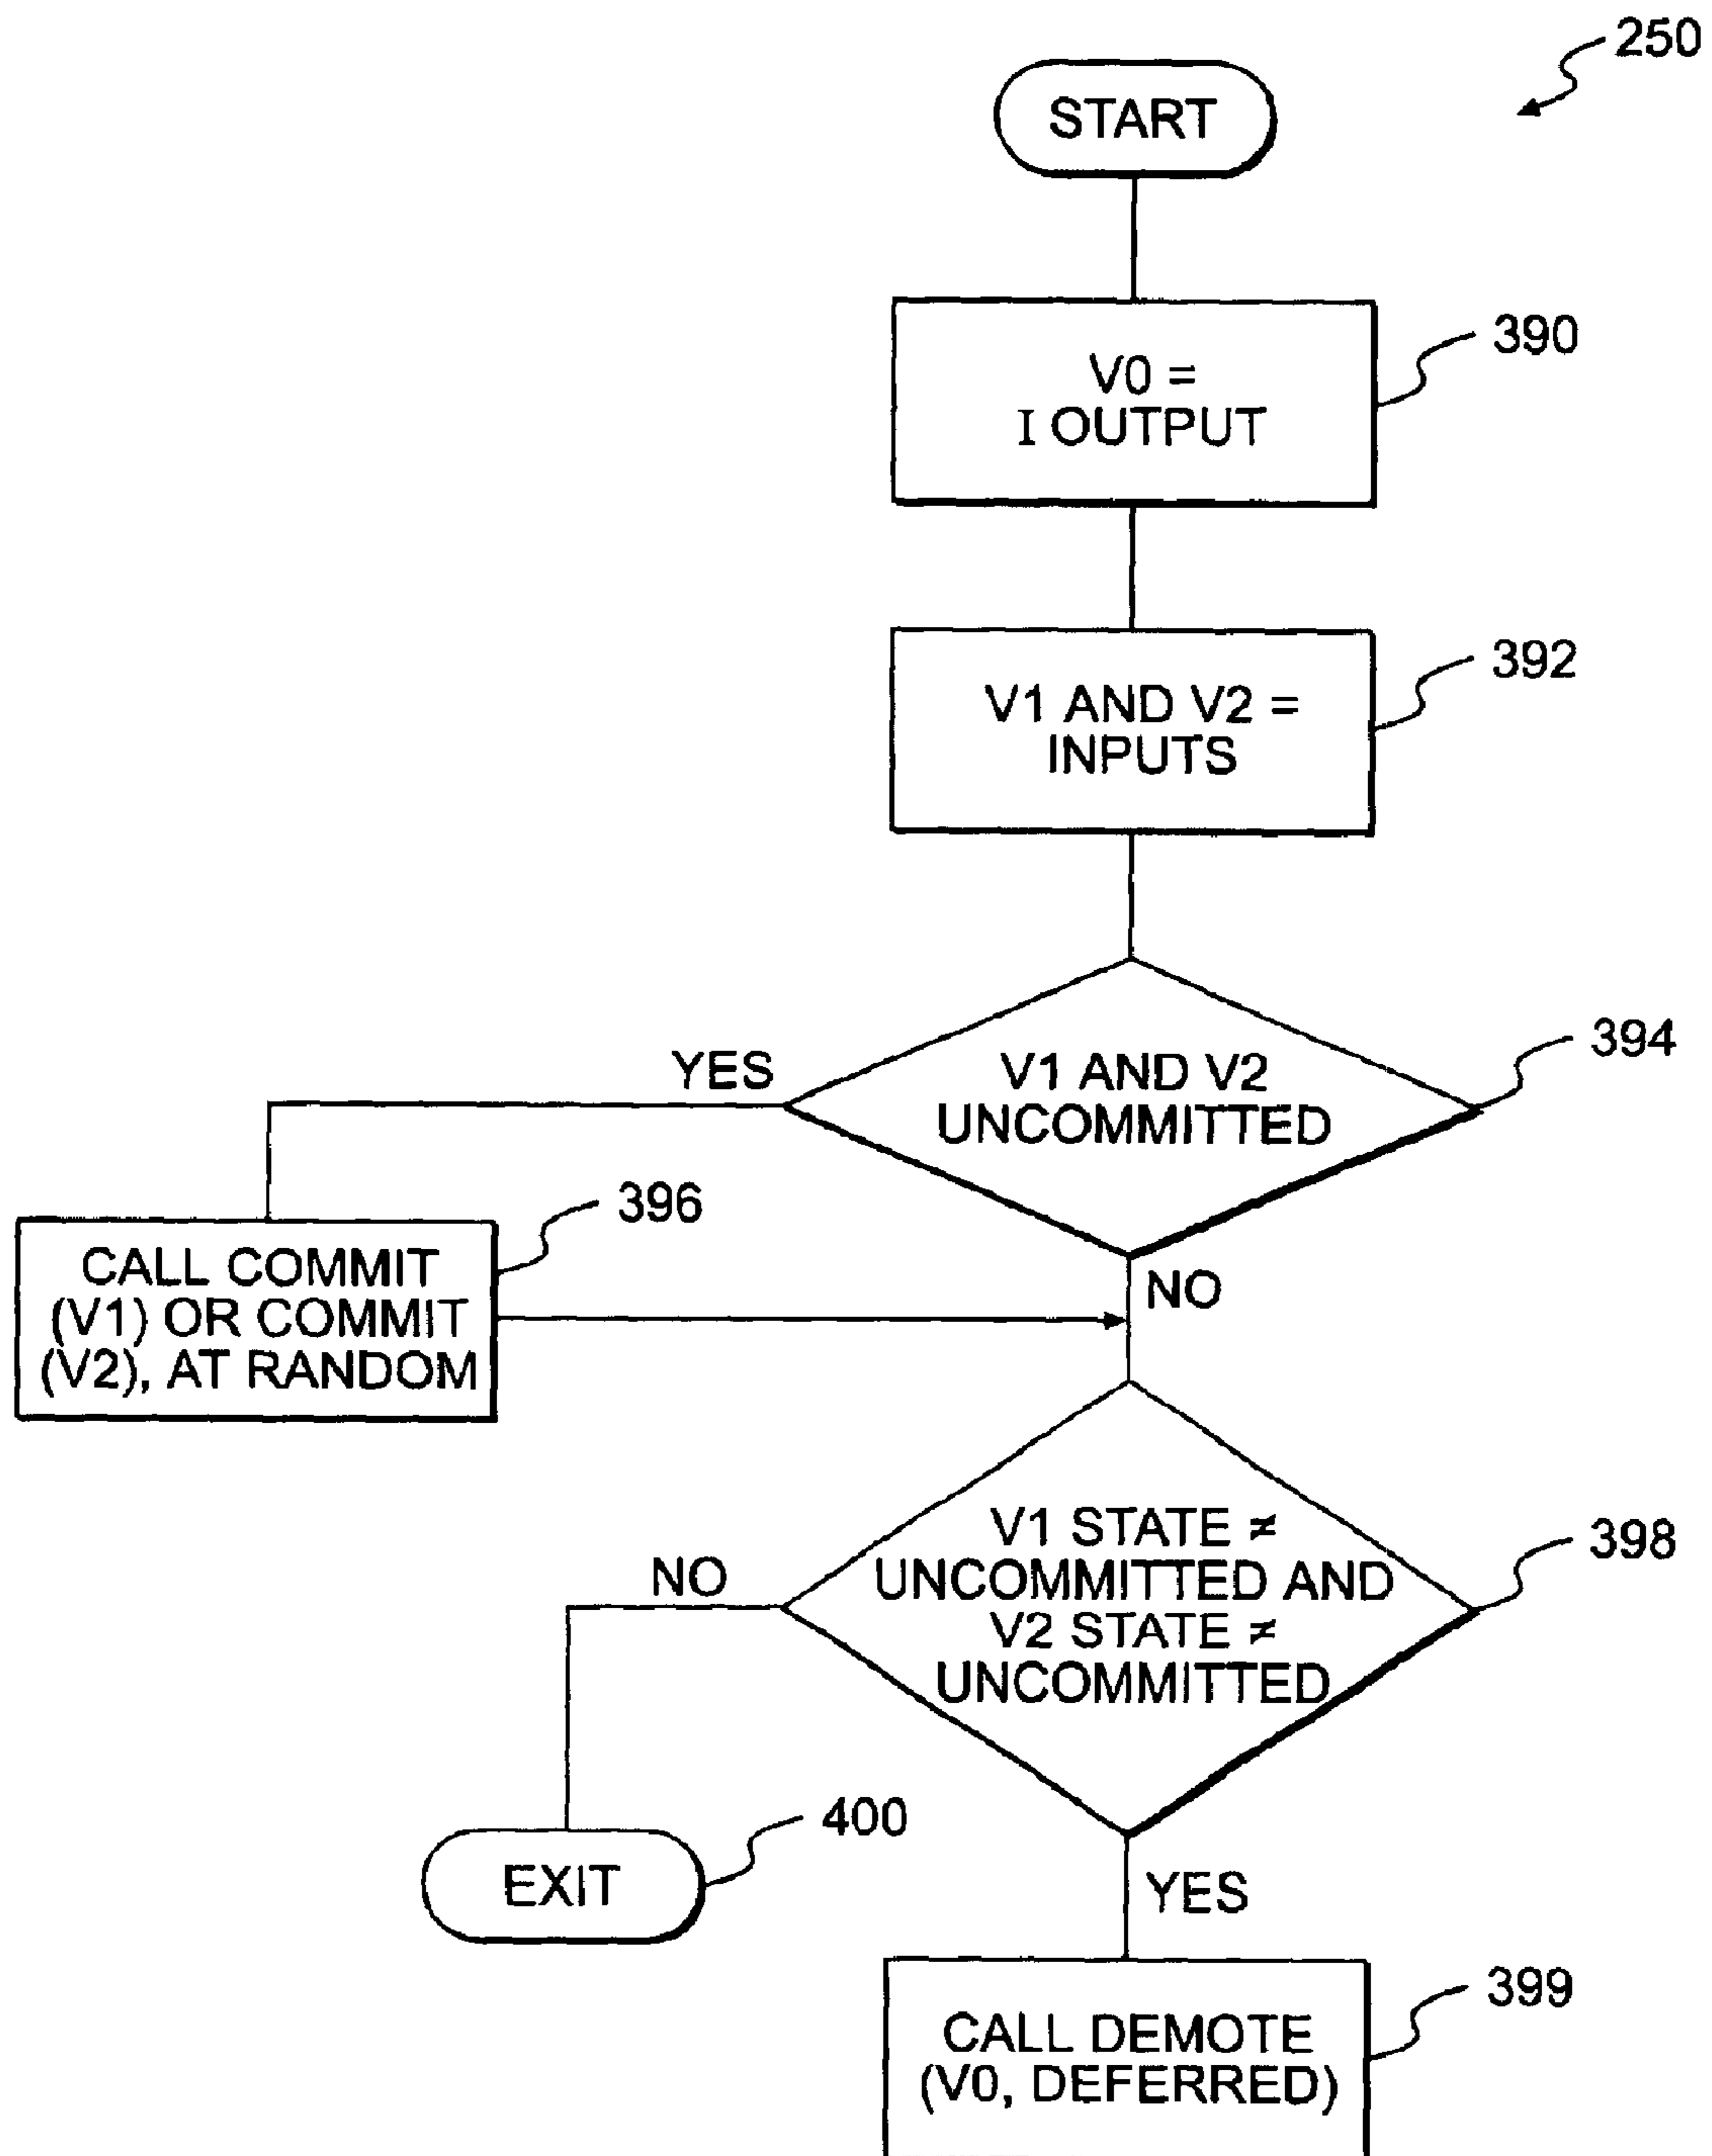 250
START
390
V0 =
I OUTPUT
392
V1 AND V2 =
INPUTS
394
YES
V1 AND V2
UNCOMMITTED
396
NO
CALL COMMIT
(V1) OR COMMIT
(V2), AT RANDOM
398
NO
V1 STATE ≠
UNCOMMITTED AND
V2 STATE ≠
UNCOMMITTED
400
EXIT
YES
399
CALL DEMOTE
(V0, DEFERRED)